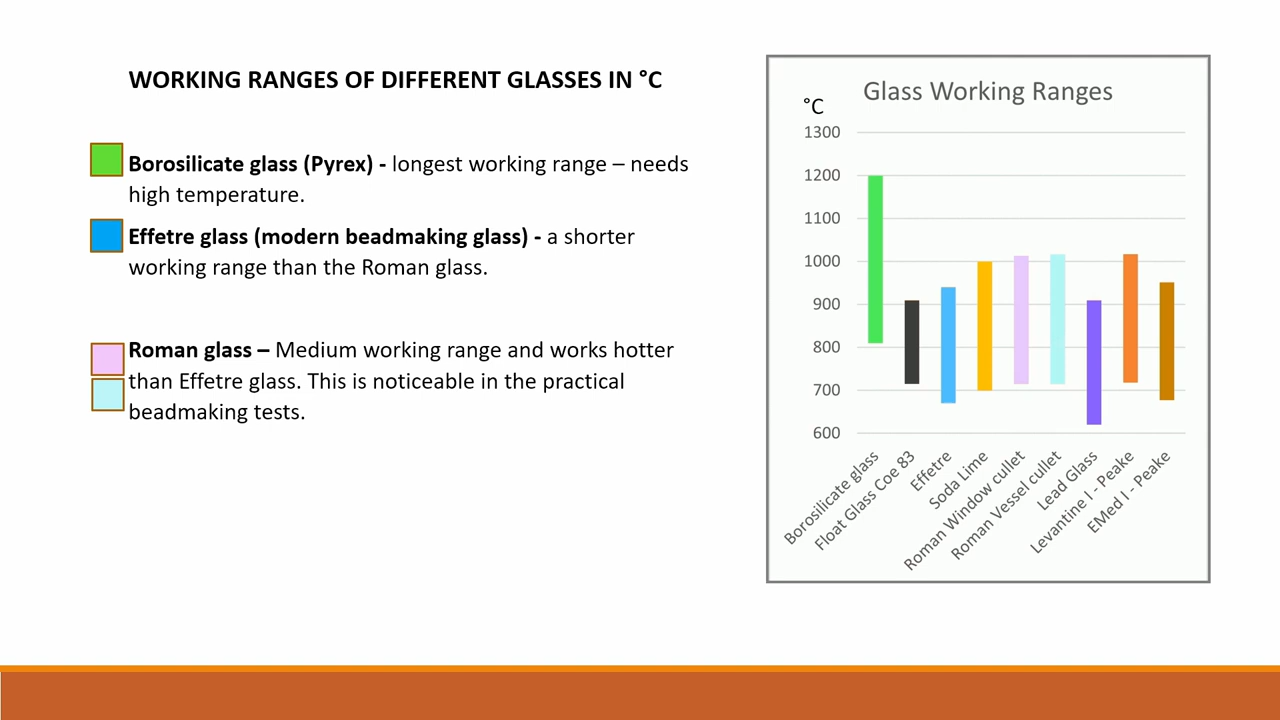 WORKING RANGES OF DIFFERENT GLASSES IN °C
Borosilicate glass (Pyrex) - longest working range – needs
high temperature.
Effetre glass (modern beadmaking glass) - a shorter
working range than the Roman glass.
Roman glass – Medium working range and works hotter
than Effetre glass. This is noticeable in the practical
beadmaking tests.
Glass Working Ranges
°C
1300
1200
1100
1000
900
800
700
600
Borosilicate glass
Float Glass Coe 83
Effetre
Soda Lime
Roman Window cullet
Roman Vessel cullet
Lead Glass
Levantine I - Peake
EMed I - Peake